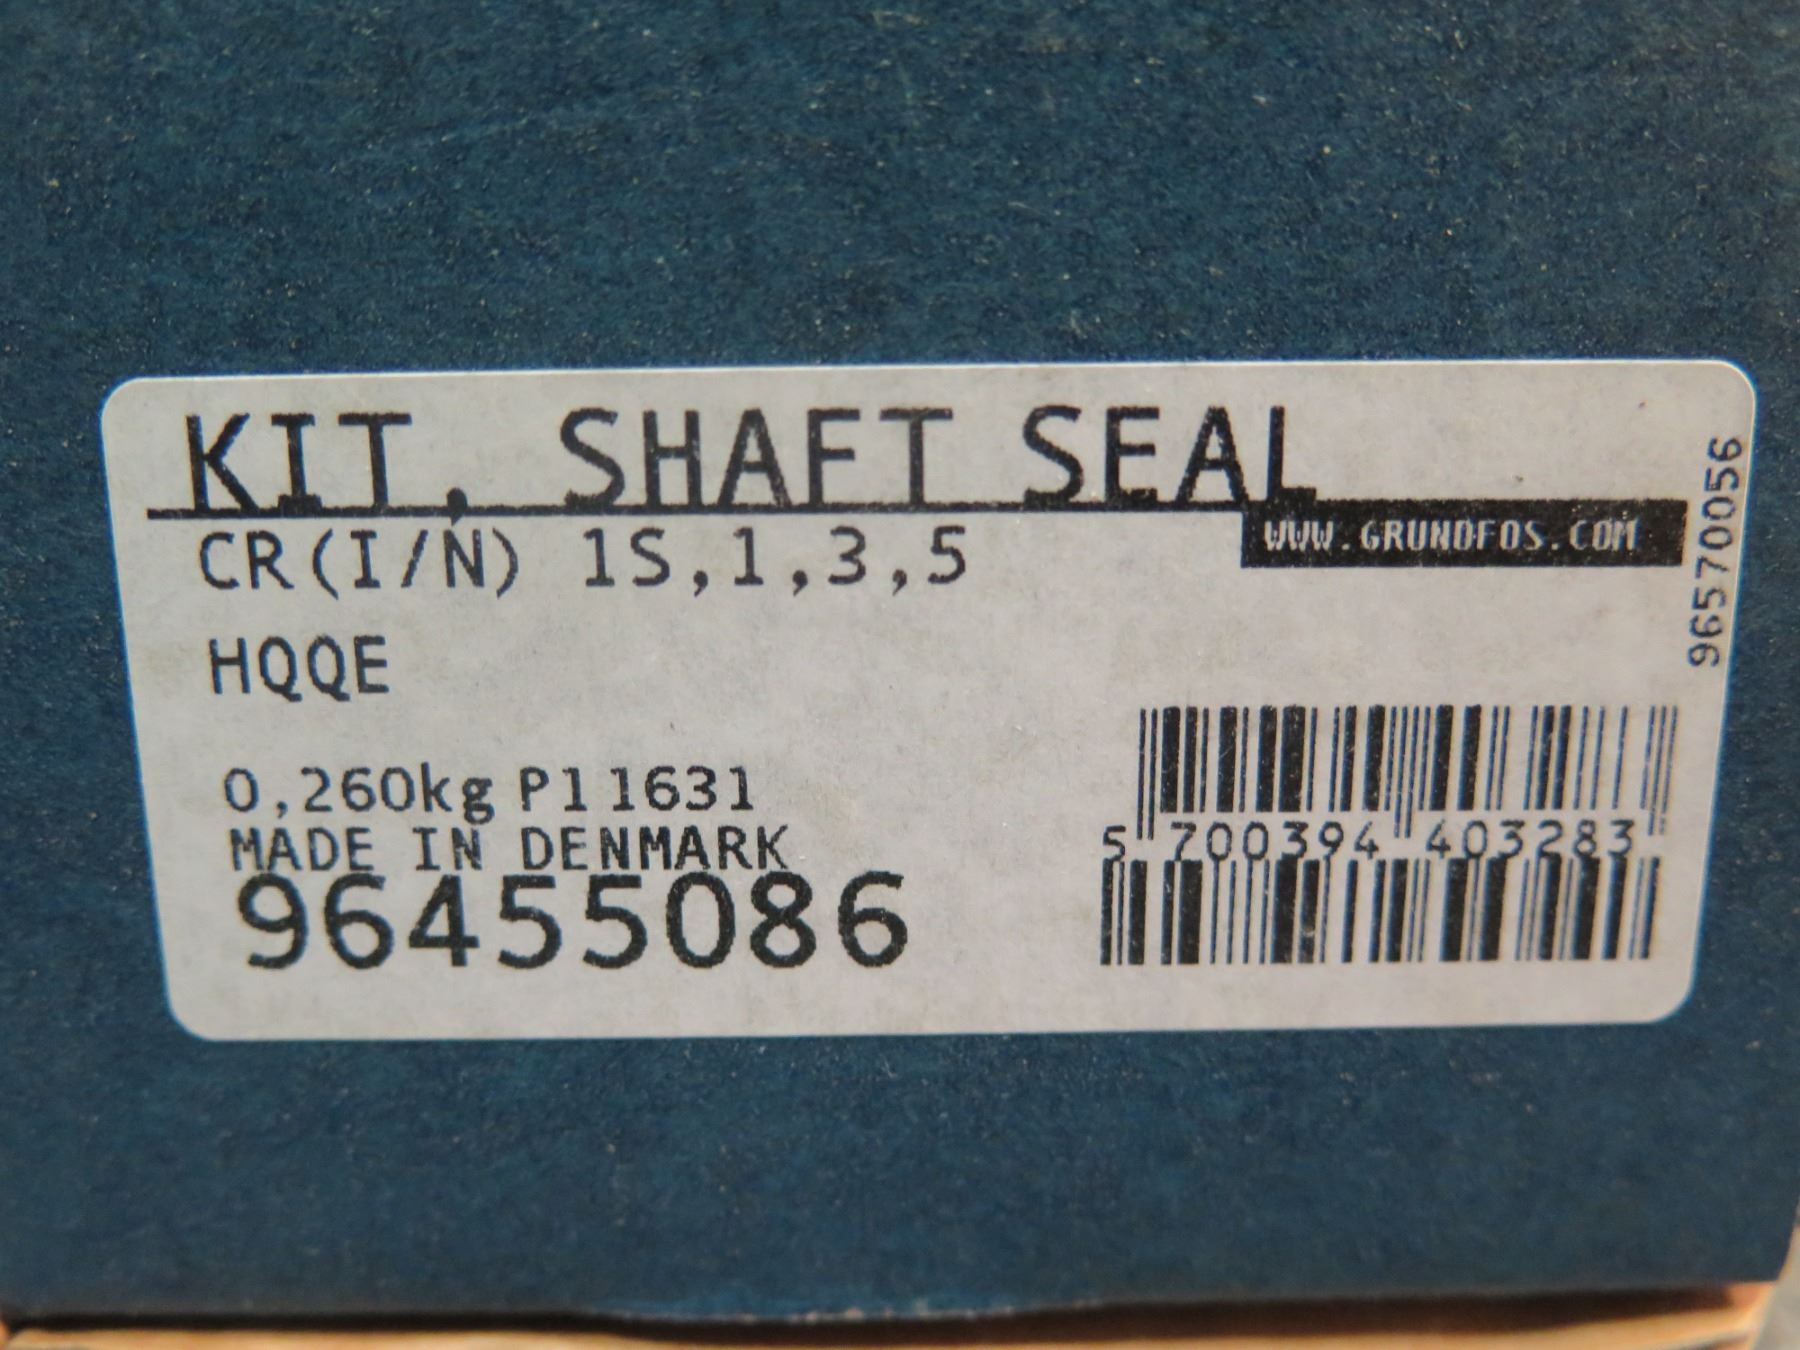 KIT, SHAFT SEAL
WWW.GRUNDFOS.COM
CR(I/N) 1S,1,3,5
HQQE
0,260kg P11631
MADE IN DENMARK
96455086
5 700394 403283
96570056